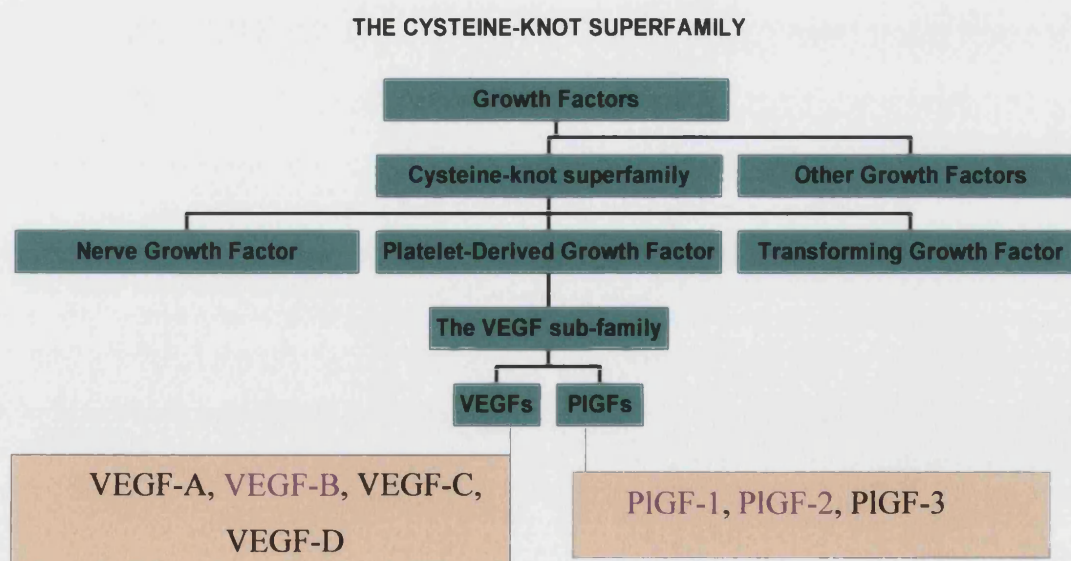 THE CYSTEINE-KNOT SUPERFAMILY
Growth Factors
Cysteine-knot superfamily
Other Growth Factors
Nerve Growth Factor
Platelet-Derived Growth Factor
Transforming Growth Factor
The VEGF sub-family
VEGFs
PlGFs
VEGF-A, VEGF-B, VEGF-C,
VEGF-D
PlGF-1, PlGF-2, PlGF-3